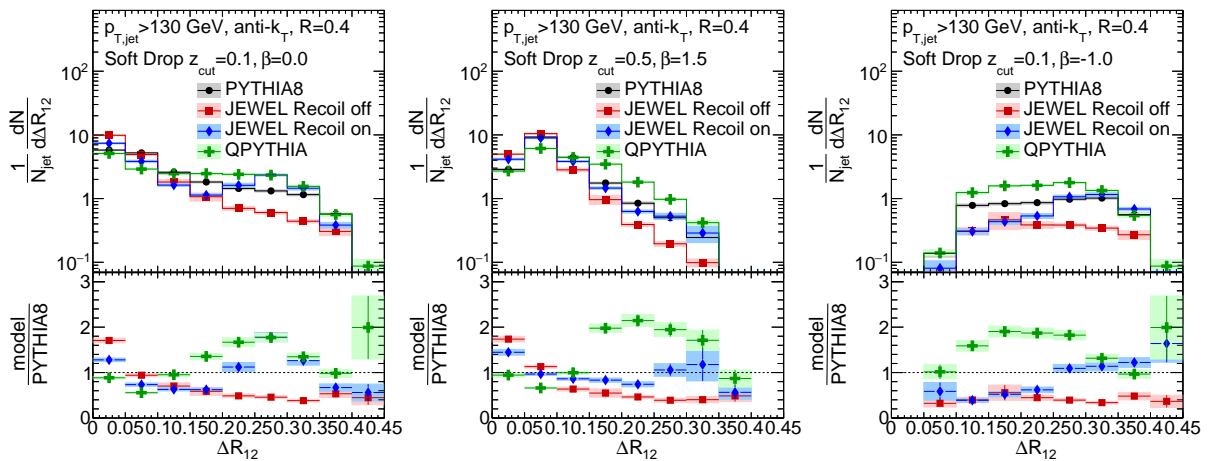 p_T,jet>130 GeV, anti-k_T, R=0.4
Soft Drop z_cut=0.1, β=0.0
PYTHIA8
JEWEL Recoil off
JEWEL Recoil on
QPYTHIA
1/N_jet dN/dΔR_12
10^2
10
1
10^-1
model/PYTHIA8
3
2
1
0
0 0.05 0.1 0.15 0.2 0.25 0.3 0.35 0.4 0.45
ΔR_12
p_T,jet>130 GeV, anti-k_T, R=0.4
Soft Drop z_cut=0.5, β=1.5
PYTHIA8
JEWEL Recoil off
JEWEL Recoil on
QPYTHIA
1/N_jet dN/dΔR_12
10^2
10
1
10^-1
model/PYTHIA8
3
2
1
0
0 0.05 0.1 0.15 0.2 0.25 0.3 0.35 0.4 0.45
ΔR_12
p_T,jet>130 GeV, anti-k_T, R=0.4
Soft Drop z_cut=0.1, β=-1.0
PYTHIA8
JEWEL Recoil off
JEWEL Recoil on
QPYTHIA
1/N_jet dN/dΔR_12
10^2
10
1
10^-1
model/PYTHIA8
3
2
1
0
0 0.05 0.1 0.15 0.2 0.25 0.3 0.35 0.4 0.45
ΔR_12